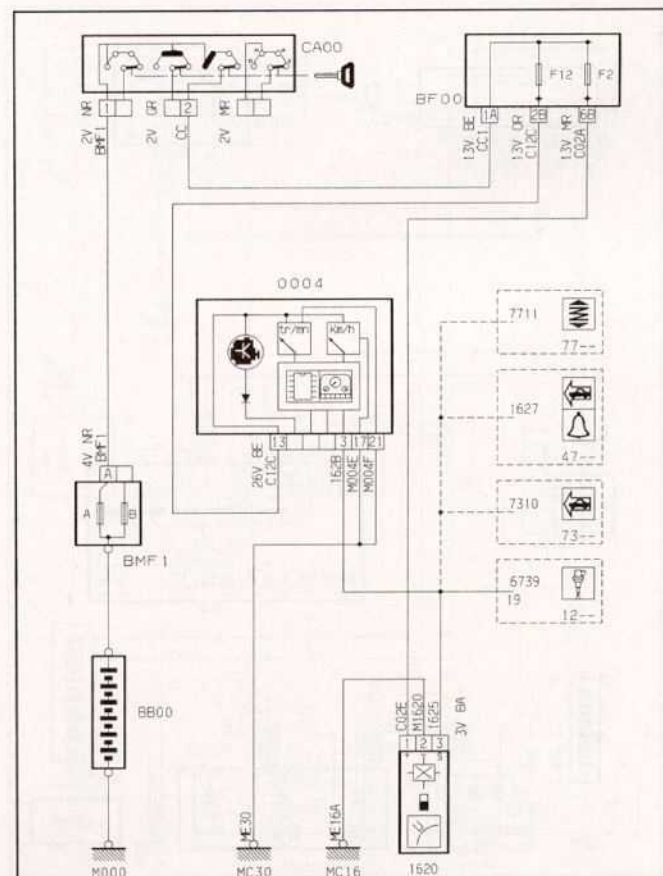 CA00
BF00
F12
F2
1
2
2V NR
BMF1
2V GR
CC
2V MR
1A
2B
6B
13V BE
CC1
13V OR
C12C
13V MR
C02A
0004
tr/mn
Km/h
13
3
17
21
26V BE
C12C
162B
M004E
M004F
7711
77--
1627
47--
7310
73--
6739
19
12--
4V NR
BMF1
A
A
B
BMF1
BB00
C02E
M1620
1625
3V BA
1
2
3
ME30
ME16A
M000
MC30
MC16
1620